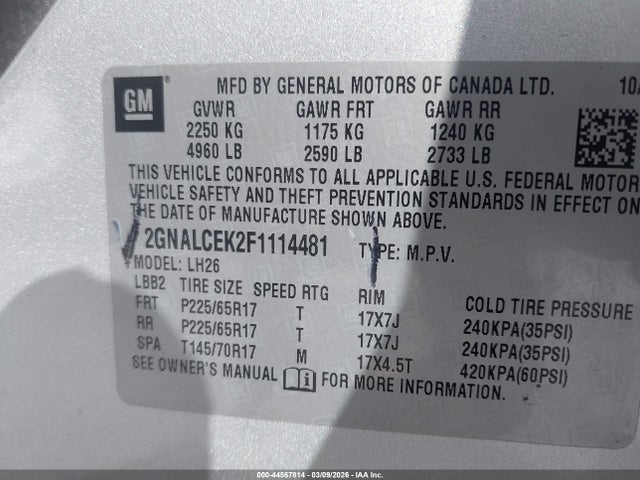 GM
MFD BY GENERAL MOTORS OF CANADA LTD. 10/
GVWR GAWR FRT GAWR RR
2250 KG 1175 KG 1240 KG
4960 LB 2590 LB 2733 LB
THIS VEHICLE CONFORMS TO ALL APPLICABLE U.S. FEDERAL MOTOR
VEHICLE SAFETY AND THEFT PREVENTION STANDARDS IN EFFECT ON
THE DATE OF MANUFACTURE SHOWN ABOVE.
2GNALCEK2F1114481 TYPE: M.P.V.
MODEL: LH26
LBB2 TIRE SIZE SPEED RTG RIM COLD TIRE PRESSURE
FRT P225/65R17 T 17X7J 240KPA(35PSI)
RR P225/65R17 T 17X7J 240KPA(35PSI)
SPA T145/70R17 M 17X4.5T 420KPA(60PSI)
SEE OWNER'S MANUAL FOR MORE INFORMATION.
000-44567814 - 03/09/2026 - IAA Inc.